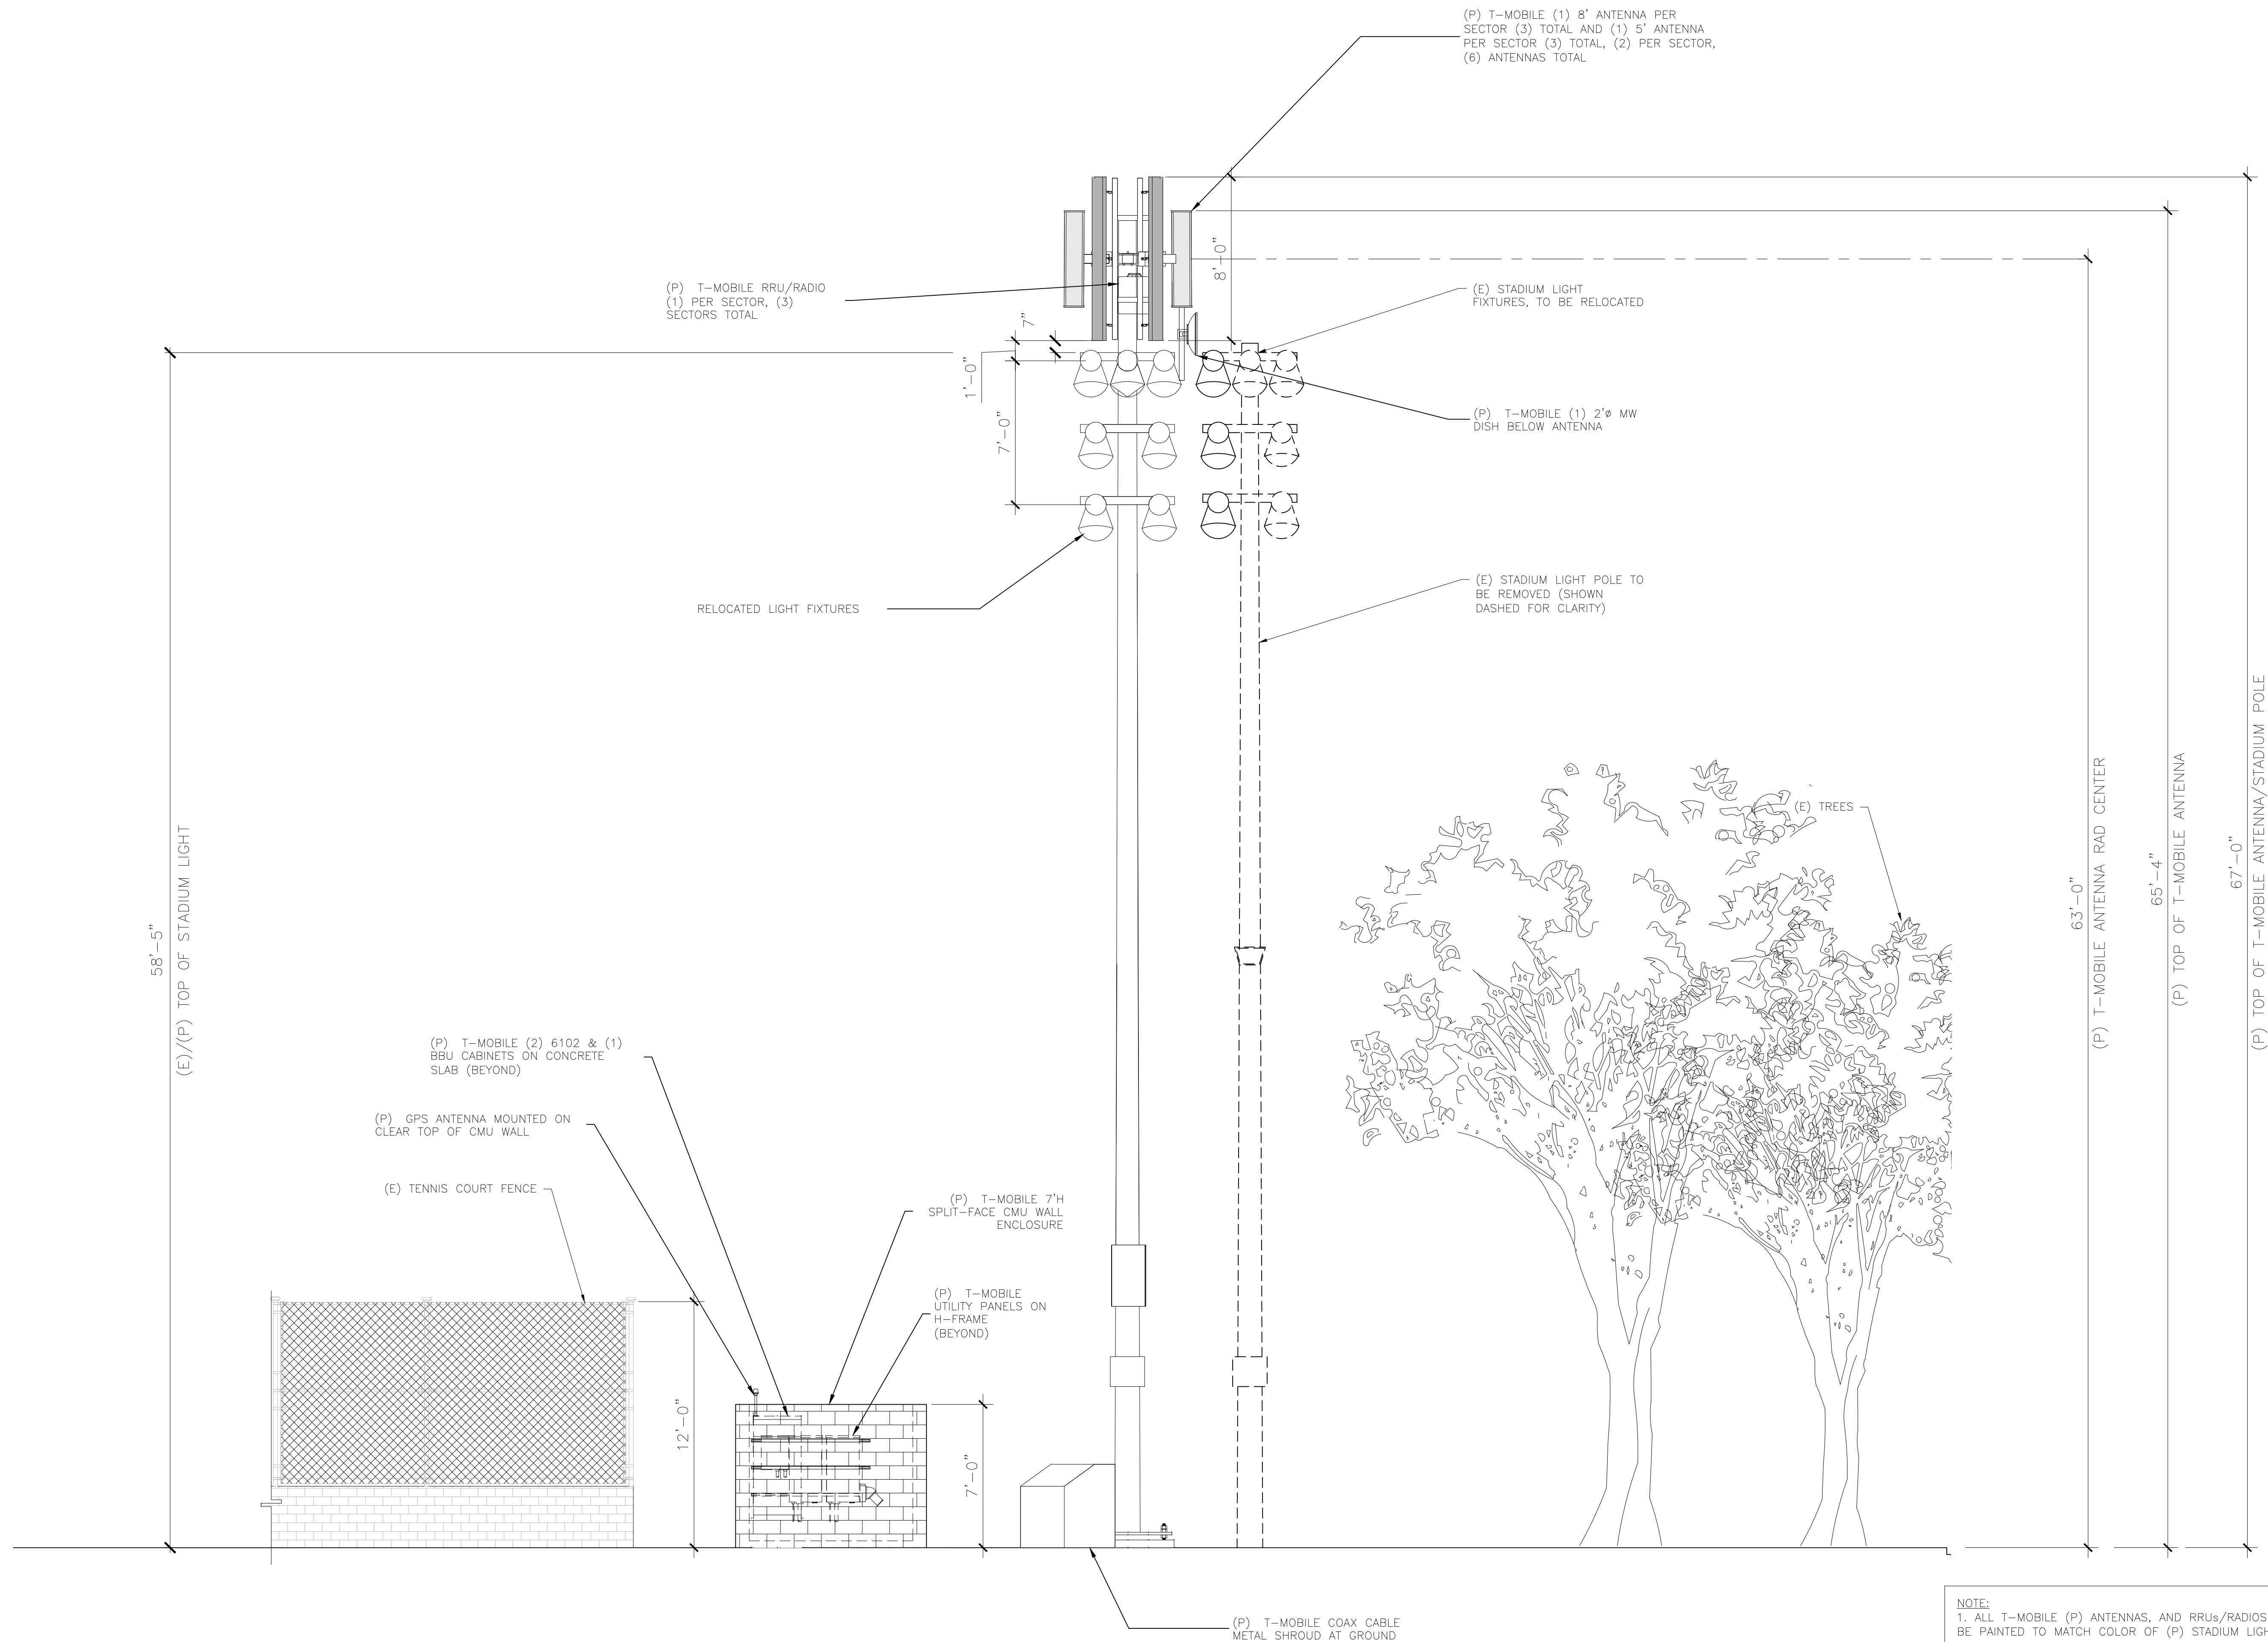 (P) T-MOBILE (1) 8' ANTENNA PER
SECTOR (3) TOTAL AND (1) 5' ANTENNA
PER SECTOR (3) TOTAL, (2) PER SECTOR,
(6) ANTENNAS TOTAL
(P) T-MOBILE RRU/RADIO
(1) PER SECTOR, (3)
SECTORS TOTAL
8'-0"
7"
1'-0"
7'-0"
(E) STADIUM LIGHT
FIXTURES, TO BE RELOCATED
(P) T-MOBILE (1) 2'Ø MW
DISH BELOW ANTENNA
RELOCATED LIGHT FIXTURES
(E) STADIUM LIGHT POLE TO
BE REMOVED (SHOWN
DASHED FOR CLARITY)
58'-5"
(E)/(P) TOP OF STADIUM LIGHT
(E) TREES
63'-0"
(P) T-MOBILE ANTENNA RAD CENTER
65'-4"
(P) TOP OF T-MOBILE ANTENNA
67'-0"
(P) TOP OF T-MOBILE ANTENNA/STADIUM POLE
(P) T-MOBILE (2) 6102 & (1)
BBU CABINETS ON CONCRETE
SLAB (BEYOND)
(P) GPS ANTENNA MOUNTED ON
CLEAR TOP OF CMU WALL
(E) TENNIS COURT FENCE
(P) T-MOBILE 7'H
SPLIT-FACE CMU WALL
ENCLOSURE
(P) T-MOBILE
UTILITY PANELS ON
H-FRAME
(BEYOND)
12'-0"
7'-0"
(P) T-MOBILE COAX CABLE
METAL SHROUD AT GROUND
NOTE:
1. ALL T-MOBILE (P) ANTENNAS, AND RRUs/RADIOS
BE PAINTED TO MATCH COLOR OF (P) STADIUM LIG